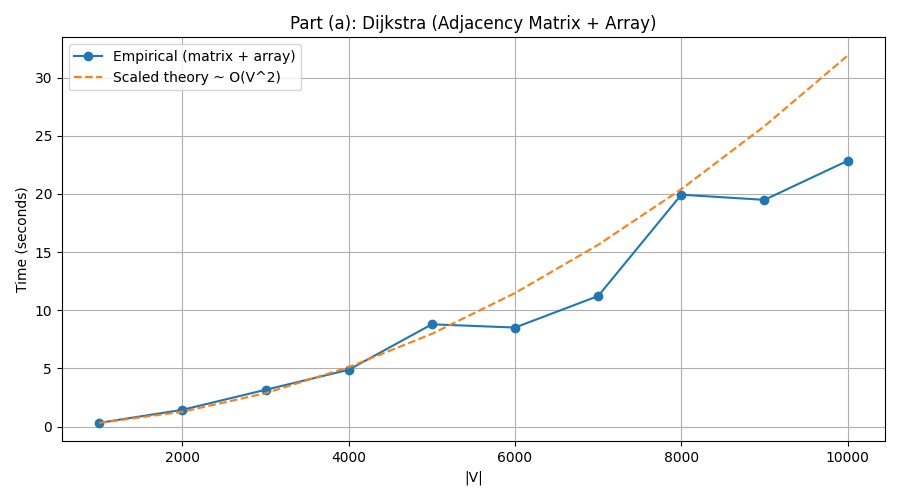 Part (a): Dijkstra (Adjacency Matrix + Array)
Empirical (matrix + array)
Scaled theory ~ O(V^2)
Time (seconds)
30
25
20
15
10
5
0
2000 4000 6000 8000 10000
|V|